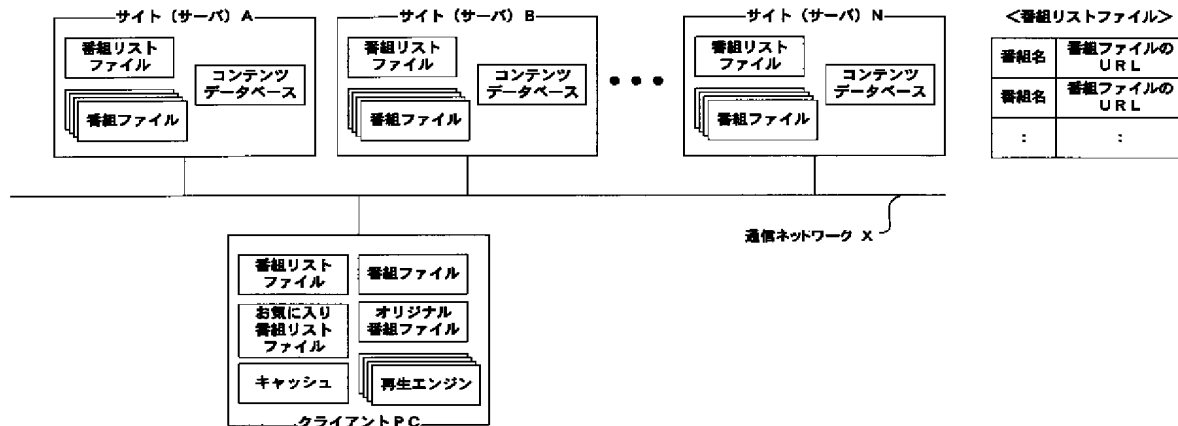 サイト（サーバ）A
番組リスト
ファイル
コンテンツ
データベース
番組ファイル
サイト（サーバ）B
番組リスト
ファイル
コンテンツ
データベース
番組ファイル
•••
サイト（サーバ）N
番組リスト
ファイル
コンテンツ
データベース
番組ファイル
＜番組リストファイル＞
番組名 番組ファイルの
URL
番組名 番組ファイルの
URL
: :
通信ネットワーク X
番組リスト
ファイル
番組ファイル
お気に入り
番組リスト
ファイル
オリジナル
番組ファイル
キャッシュ
再生エンジン
クライアントPC